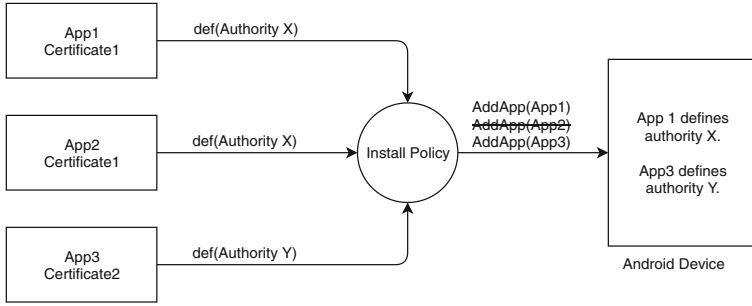 App1
Certificate1
def(Authority X)
App2
Certificate1
def(Authority X)
App3
Certificate2
def(Authority Y)
Install Policy
AddApp(App1)
AddApp(App2)
AddApp(App3)
App 1 defines
authority X.
App3 defines
authority Y.
Android Device